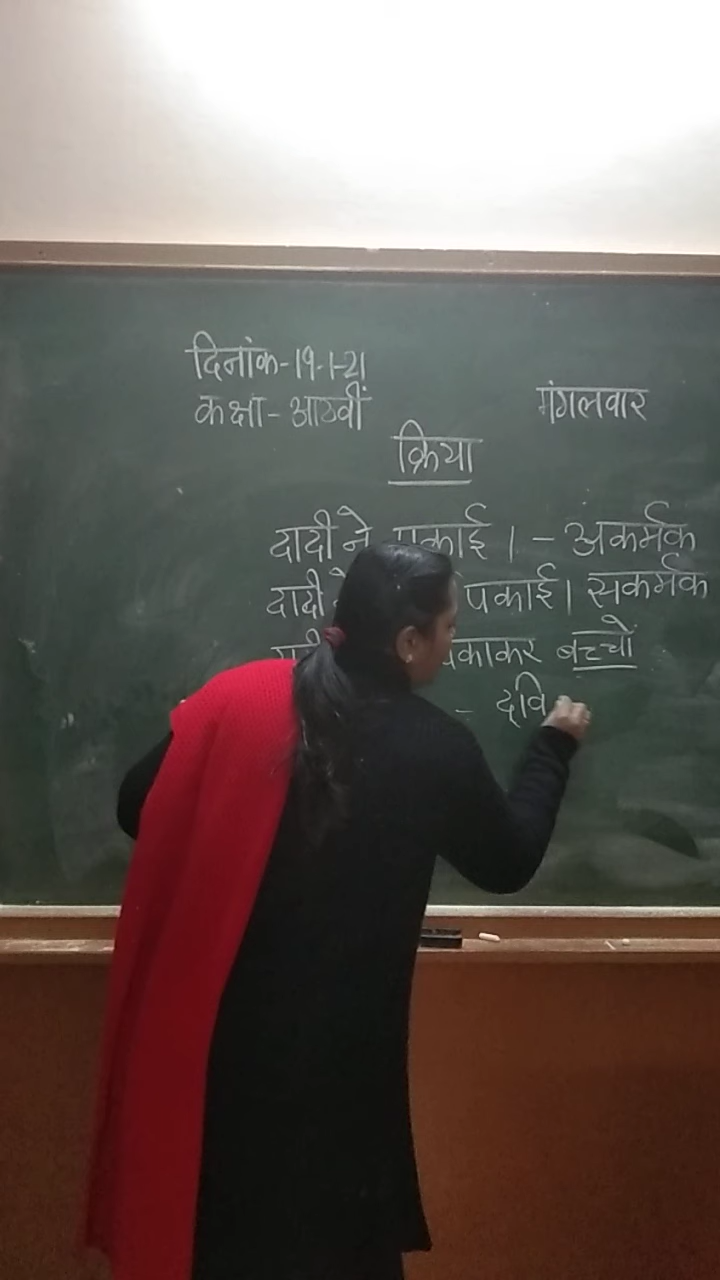 दिनांक-19.1-21
कक्षा-आठवीं
मंगलवार
क्रिया
दादी ने पकाई।-अकर्मक
दादी पकाई। सकर्मक
पकाकर बच्चों
- द्वि